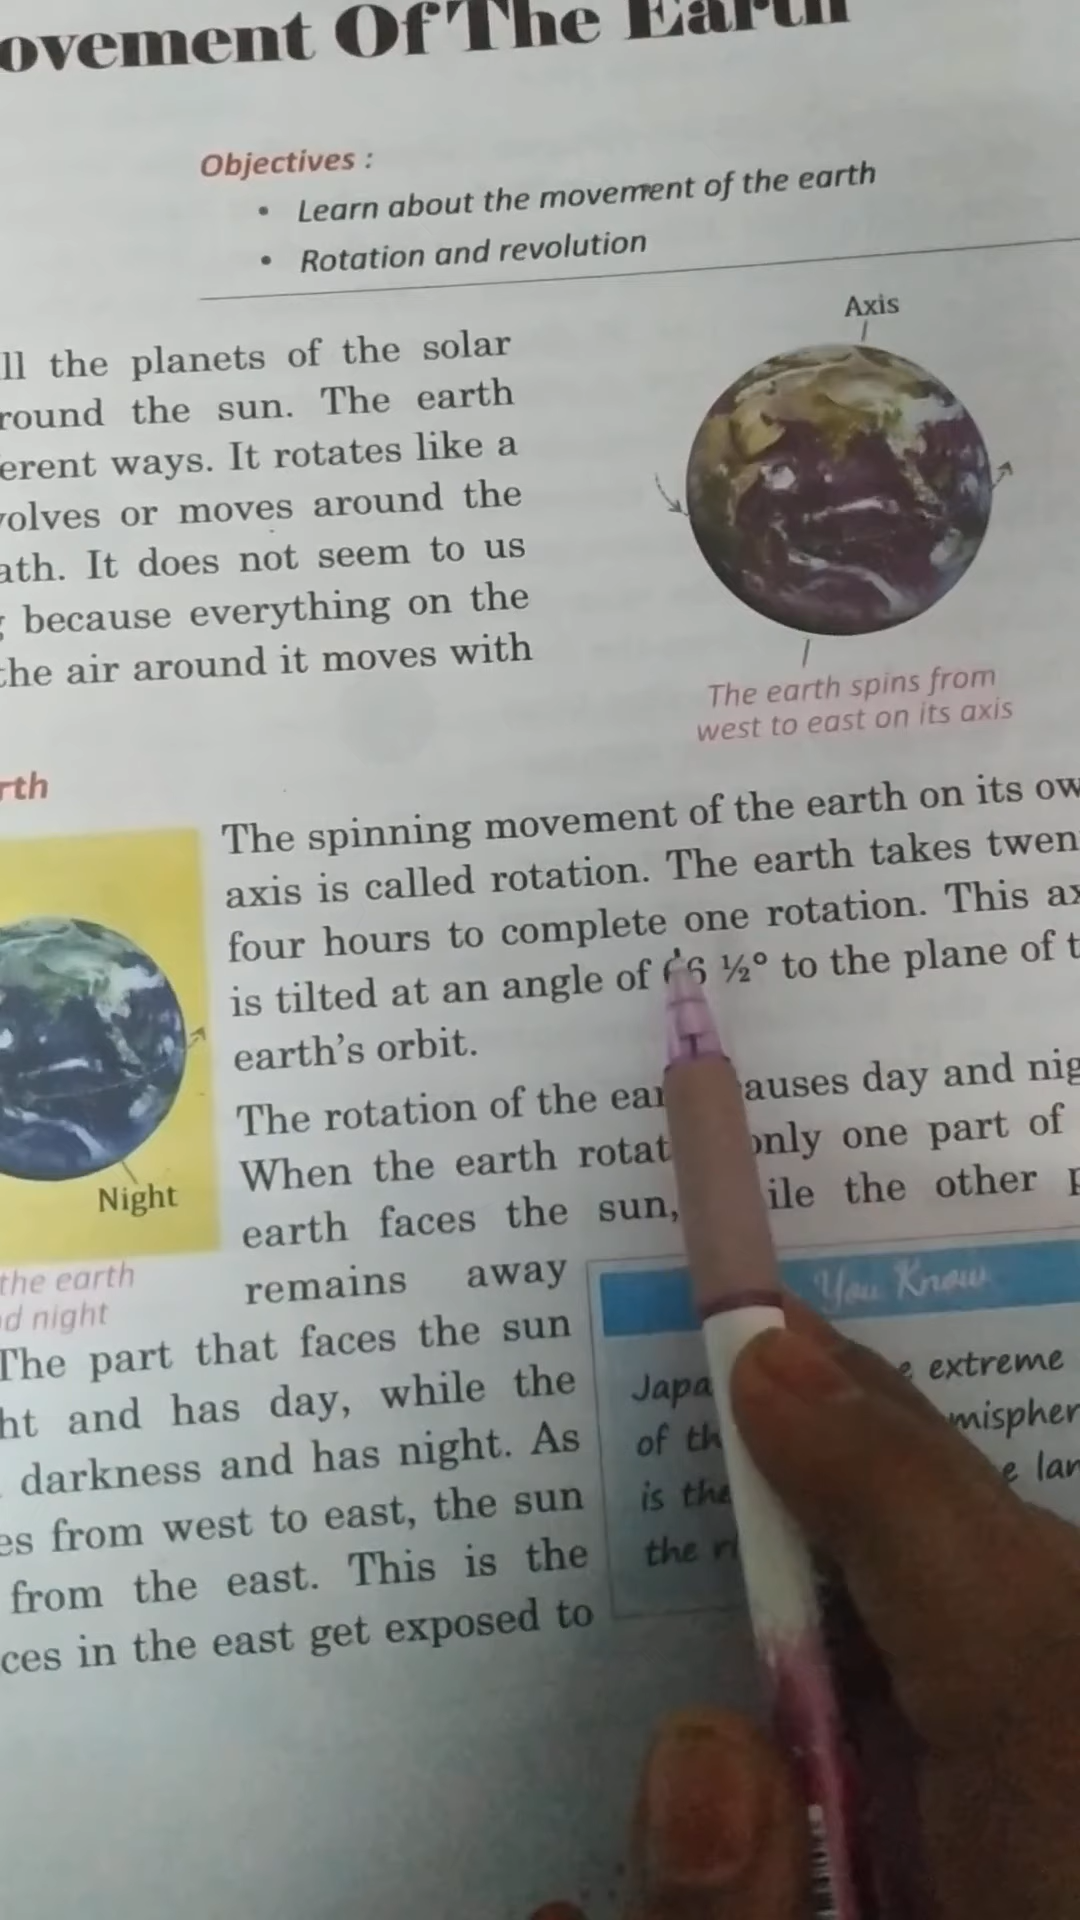 ovement Of The Earth
Objectives :
• Learn about the movement of the earth
• Rotation and revolution
Axis
ll the planets of the solar
round the sun. The earth
erent ways. It rotates like a
volves or moves around the
ath. It does not seem to us
because everything on the
the air around it moves with
The earth spins from
west to east on its axis
rth
The spinning movement of the earth on its ow
axis is called rotation. The earth takes twen
four hours to complete one rotation. This ax
is tilted at an angle of 66 ½° to the plane of t
earth's orbit.
The rotation of the ear auses day and nig
When the earth rotat only one part of
earth faces the sun, ile the other p
remains away
Night
the earth
d night
The part that faces the sun
ht and has day, while the
darkness and has night. As
es from west to east, the sun
from the east. This is the
ces in the east get exposed to
You Know
Japa e extreme
of th mispher
is the e lan
the ri